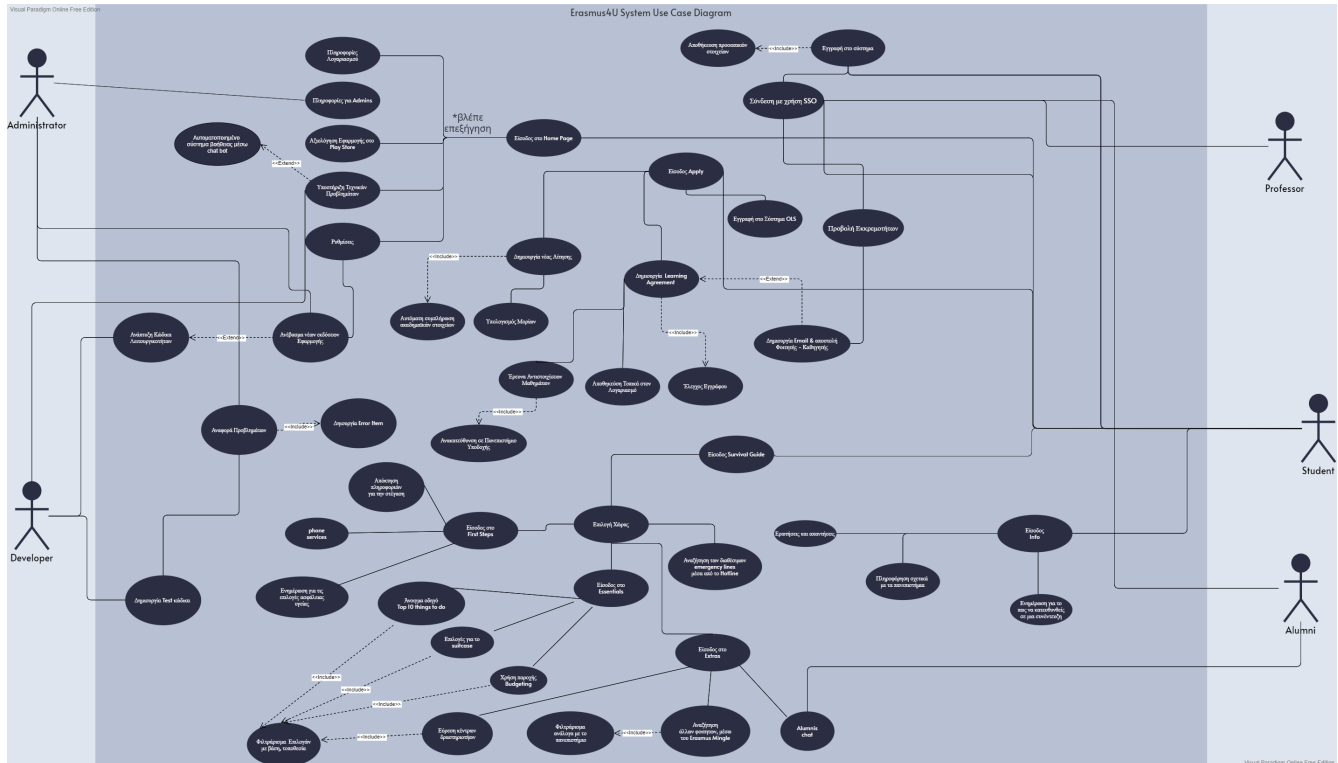 Visual Paradigm Online Free Edition
Erasmus4U System Use Case Diagram
Πληροφορίες
Λογαριασμού
Αποθήκευση προσωπικών
στοιχείων
<<Include>>
Εγγραφή στο σύστημα
Administrator
Πληροφορίες για Admins
Σύνδεση με χρήση SSO
*βλέπε
επεξήγηση
Αυτοματοποιημένο
σύστημα βοήθειας μέσω
chat bot
Αξιολόγηση Εφαρμογής στο
Play Store
Είσοδος στο Home Page
<<Extend>>
Υποστήριξη Τεχνικών
Προβλημάτων
Είσοδος Apply
Professor
Εγγραφή στο Σύστημα OLS
Προβολή Εκκρεμοτήτων
Ρυθμίσεις
Δημιουργία νέας Αίτησης
<<Include>>
Δημιουργία Learning
Agreement
<<Extend>>
Αυτόματη συμπλήρωση
ακαδημαϊκών στοιχείων
Υπολογισμός Μορίων
<<Include>>
Ανάπτυξη Κώδικα
Λειτουργικοτήτων
<<Extend>>
Ανέβασμα νέων εκδόσεων
Εφαρμογής
Δημιουργία Email & αποστολή
Φοιτητής - Καθηγητής
Έρευνα Αντιστοιχίσεων
Μαθημάτων
Αποθήκευση Τοπικά στον
Λογαριασμό
Έλεγχος Εγγράφου
<<Include>>
Αναφορά Προβλημάτων
<<Include>>
Δημιουργία Error Item
Ανακατεύθυνση σε Πανεπιστήμιο
Υποδοχής
Είσοδος Survival Guide
Student
Απόκτηση
πληροφοριών
για την στέγαση
Developer
phone
services
Είσοδος στο
First Steps
Επιλογή Χώρας
Ερωτήσεις και απαντήσεις
Είσοδος
Info
Αναζήτηση των διαθέσιμων
emergency lines
μέσα από το Hotline
Πληροφόρηση σχετικά
με τα πανεπιστήμια
Δημιουργία Test κώδικα
Ενημέρωση για τις
επιλογές ασφάλειας
υγείας
Άνοιγμα οδηγό
Top 10 things to do
Είσοδος στο
Essentials
Ενημέρωση για το
πως να κατευθυνθείς
σε μια συνέντευξη
Alumni
Επιλογές για το
suitcase
Είσοδος στο
Extras
<<Include>>
<<Include>>
<<Include>>
Χρήση παροχής
Budgeting
Φιλτράρισμα Επιλογών
με βάση, τοποθεσία
<<Include>>
Εύρεση κέντρων
δραστηριοτήτων
Φιλτράρισμα
ανάλογα με το
πανεπιστήμιο
<<Include>>
Αναζήτηση
άλλων φοιτητών, μέσω
του Erasmus Mingle
Alumnis
chat
Visual Paradigm Online Free Edition